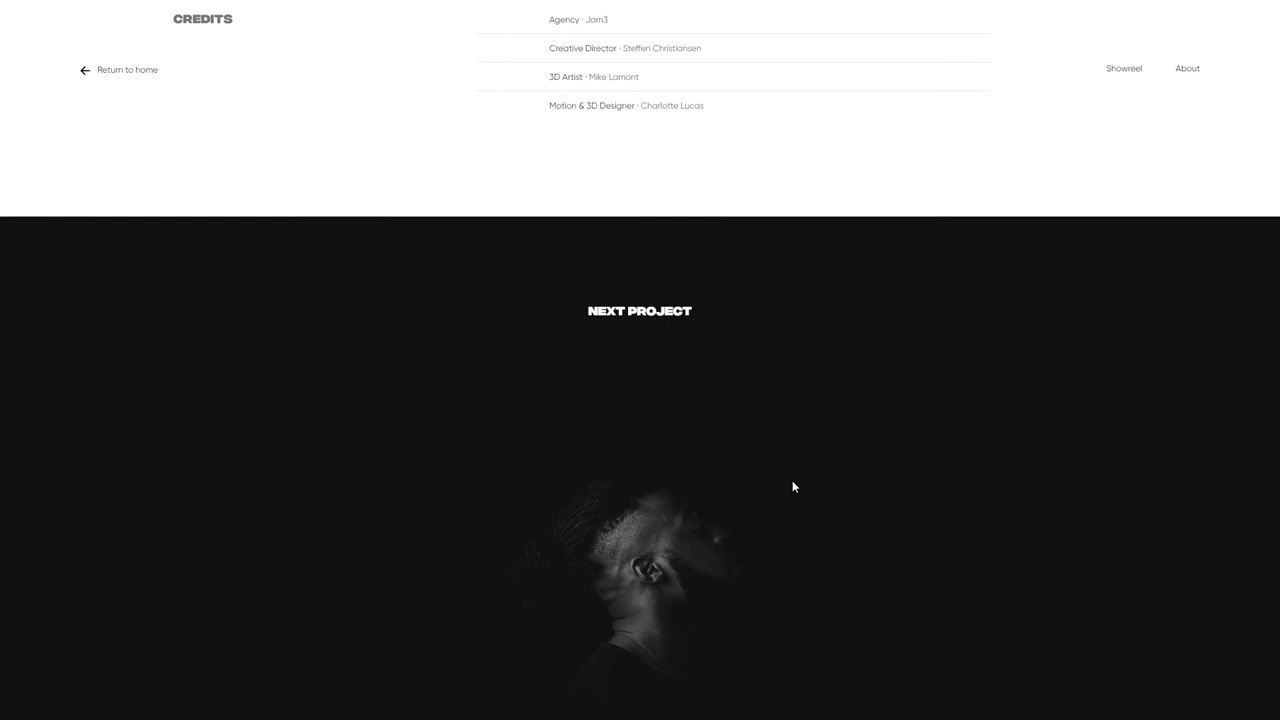 CREDITS
Agency · Jam3
Creative Director · Steffen Christiansen
Return to home
Showreel
About
3D Artist · Mike Lamont
Motion & 3D Designer · Charlotte Lucas
NEXT PROJECT